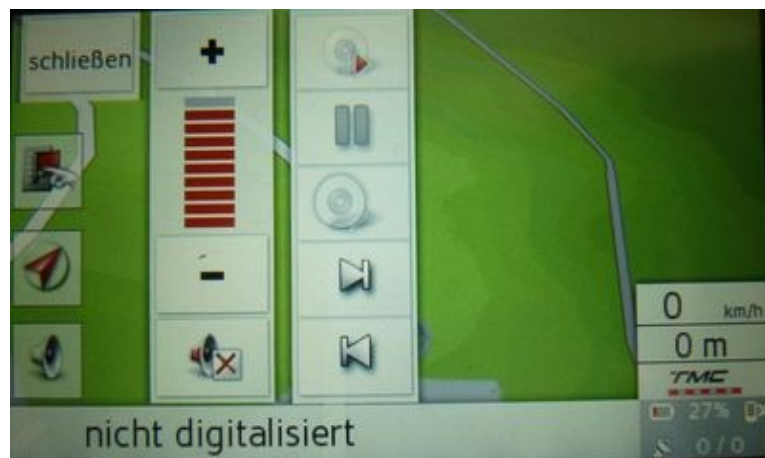 schließen
+
-
0 km/h
0 m
TMC
27%
0/0
nicht digitalisiert